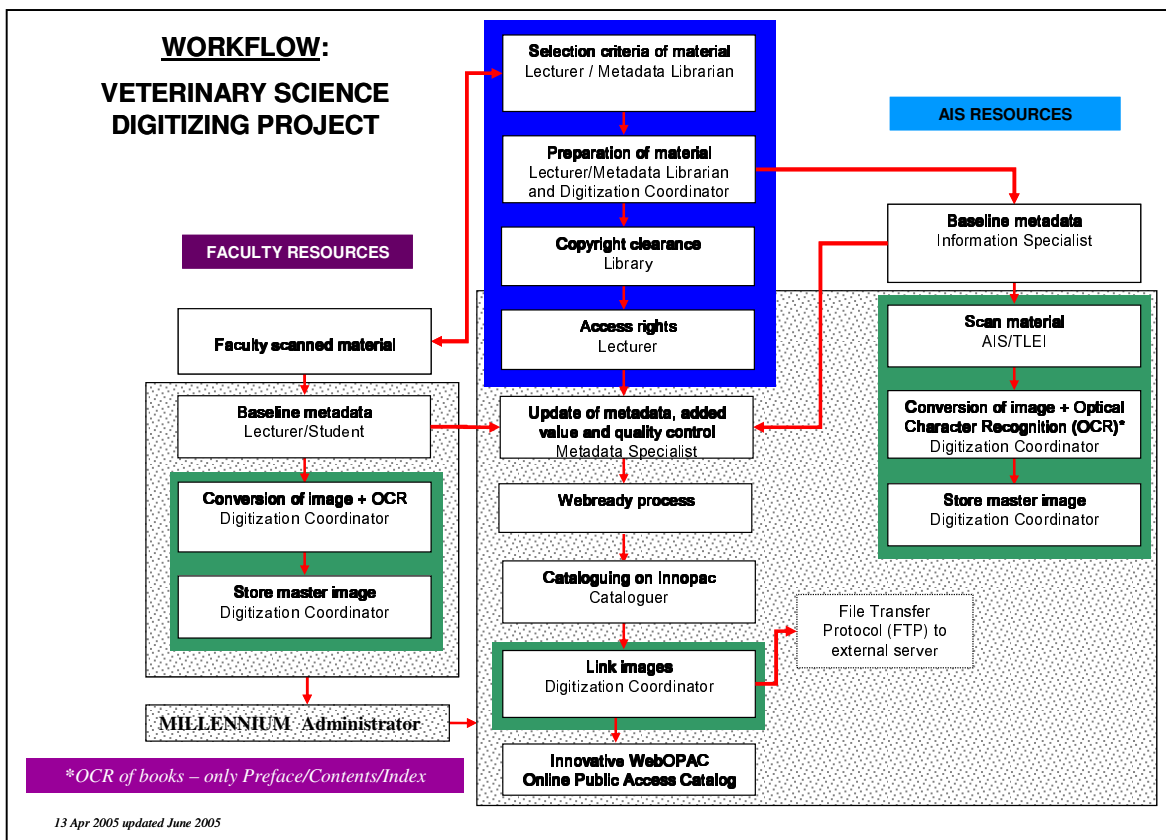 WORKFLOW:
VETERINARY SCIENCE
DIGITIZING PROJECT
Selection criteria of material
Lecturer / Metadata Librarian
AIS RESOURCES
Preparation of material
Lecturer/Metadata Librarian
and Digitization Coordinator
Baseline metadata
Information Specialist
FACULTY RESOURCES
Copyright clearance
Library
Faculty scanned material
Access rights
Lecturer
Scan material
AIS/TLEI
Baseline metadata
Lecturer/Student
Update of metadata, added
value and quality control
Metadata Specialist
Conversion of image + Optical
Character Recognition (OCR)*
Digitization Coordinator
Conversion of image + OCR
Digitization Coordinator
Webready process
Store master image
Digitization Coordinator
Store master image
Digitization Coordinator
Cataloguing on Innopac
Cataloguer
File Transfer
Protocol (FTP) to
external server
Link images
Digitization Coordinator
MILLENNIUM Administrator
Innovative WebOPAC
Online Public Access Catalog
*OCR of books – only Preface/Contents/Index
13 Apr 2005 updated June 2005